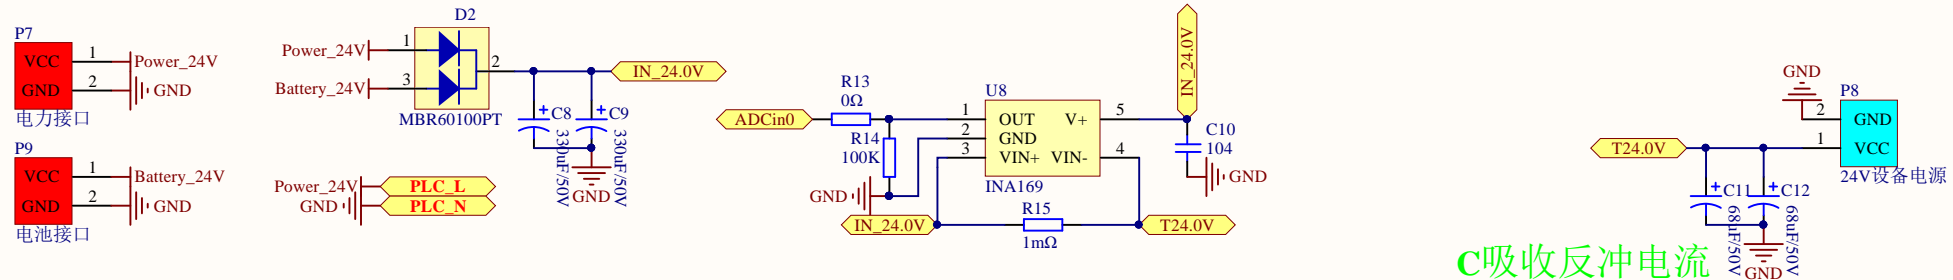 P7
VCC 1 Power_24V
GND 2 GND
电力接口
P9
VCC 1 Battery_24V
GND 2 GND
电池接口
D2
Power_24V 1
2 IN_24.0V
Battery_24V 3
MBR60100PT
C8 330uF/50V
C9 330uF/50V
GND
Power_24V PLC_L
GND PLC_N
IN_24.0V
R13
0Ω
ADCin0
R14
100K
GND
U8
1 OUT V+ 5
2 GND
3 VIN+ VIN- 4
INA169
C10
104
GND
IN_24.0V
R15
1mΩ
T24.0V
GND
P8
2 GND
T24.0V
1 VCC
24V设备电源
C11 68uF/50V
C12 68uF/50V
GND
C吸收反冲电流